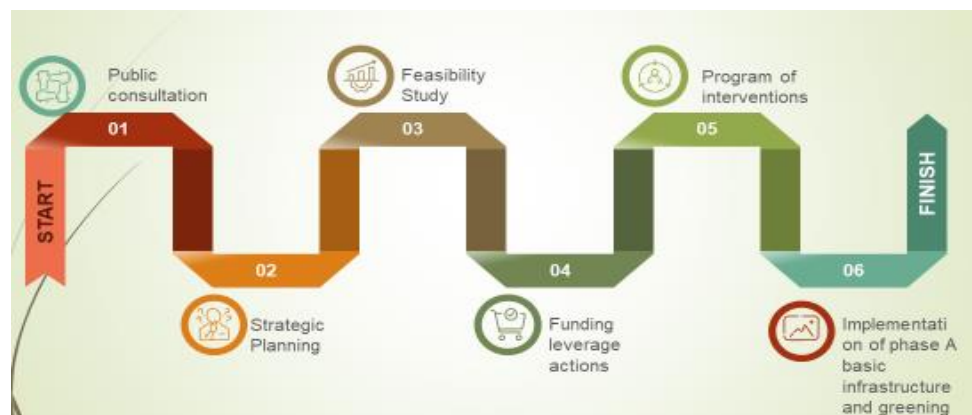 START
01
Public
consultation
02
Strategic
Planning
03
Feasibility
Study
04
Funding
leverage
actions
05
Program of
interventions
06
Implementati
on of phase A
basic
infrastructure
and greening
FINISH